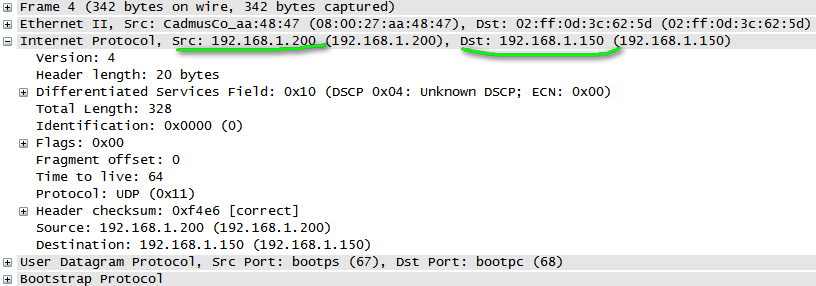 Frame 4 (342 bytes on wire, 342 bytes captured)
Ethernet II, Src: CadmusCo_aa:48:47 (08:00:27:aa:48:47), Dst: 02:ff:0d:3c:62:5d (02:ff:0d:3c:62:5d)
Internet Protocol, Src: 192.168.1.200 (192.168.1.200), Dst: 192.168.1.150 (192.168.1.150)
Version: 4
Header length: 20 bytes
Differentiated Services Field: 0x10 (DSCP 0x04: Unknown DSCP; ECN: 0x00)
Total Length: 328
Identification: 0x0000 (0)
Flags: 0x00
Fragment offset: 0
Time to live: 64
Protocol: UDP (0x11)
Header checksum: 0xf4e6 [correct]
Source: 192.168.1.200 (192.168.1.200)
Destination: 192.168.1.150 (192.168.1.150)
User Datagram Protocol, Src Port: bootps (67), Dst Port: bootpc (68)
Bootstrap Protocol